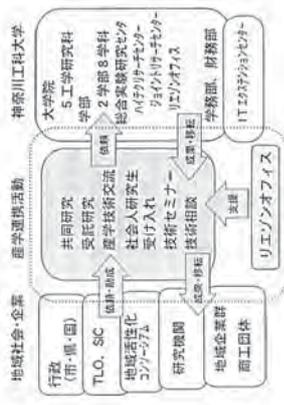 地域社会・企業
産学連携活動
神奈川工科大学
行政
(市・県・国)
TLO、SIC
地域活性化
コンソーシアム
研究機関
地域企業群
商工団体
依頼・助成
成果・移転
共同研究、
受託研究
産学技術交流
社会人研究生
受け入れ
技術セミナー
技術相談
支援
リエゾンオフィス
依頼
成果・移転
大学院
5工学研究科
学部
2学部8学科
総合実験研究センタ
ハイテクリサーチセンター
ジョイントリサーチセンター
リエゾンオフィス
学務部、財務部
ITエクステンションセンター